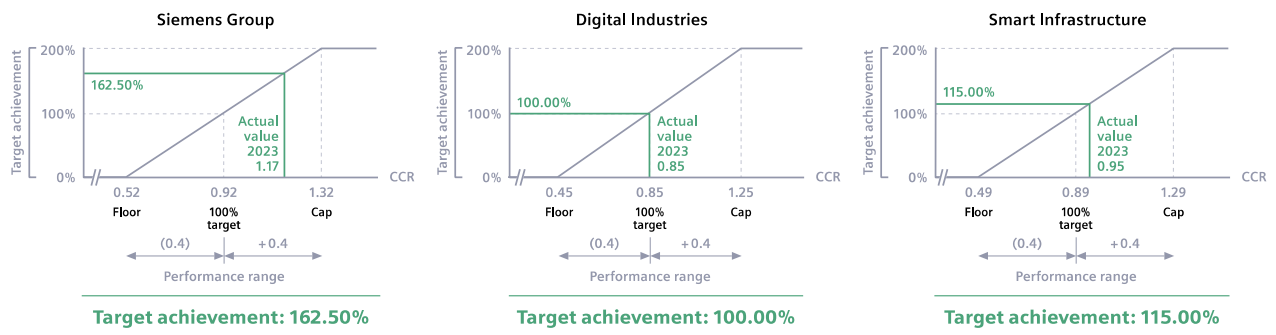 Siemens Group
Target achievement
200%
162.50%
100%
Actual
value
2023
1.17
0%
CCR
0.52
0.92
1.32
Floor
100%
target
Cap
(0.4)
+0.4
Performance range
Target achievement: 162.50%
Digital Industries
Target achievement
200%
100.00%
100%
Actual
value
2023
0.85
0%
CCR
0.45
0.85
1.25
Floor
100%
target
Cap
(0.4)
+0.4
Performance range
Target achievement: 100.00%
Smart Infrastructure
Target achievement
200%
115.00%
100%
Actual
value
2023
0.95
0%
CCR
0.49
0.89
1.29
Floor
100%
target
Cap
(0.4)
+0.4
Performance range
Target achievement: 115.00%